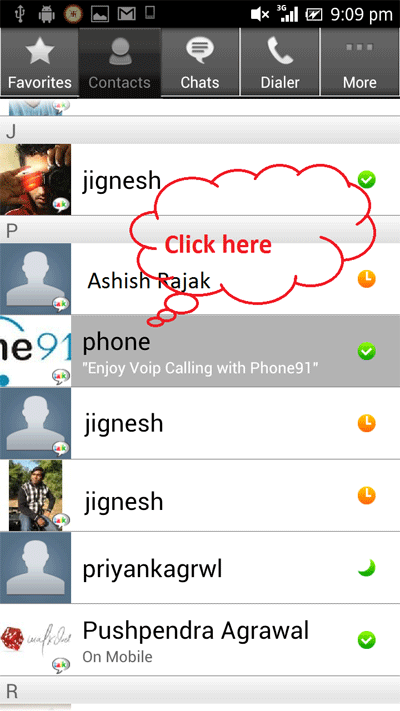 3G 9:09 pm
Favorites Contacts Chats Dialer More
J
jignesh
P
Click here
Ashish Rajak
ne91
phone
"Enjoy Voip Calling with Phone91"
jignesh
jignesh
priyankagrwl
Pushpendra Agrawal
On Mobile
R